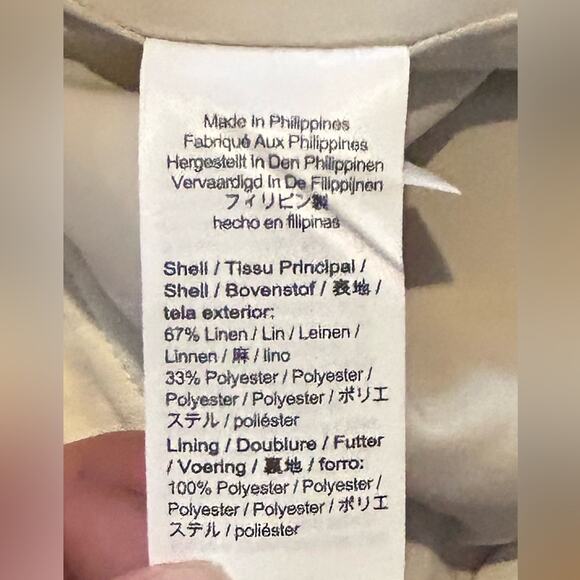 Made In Philippines
Fabriqué Aux Philippines
Hergestellt In Den Philippinen
Vervaardigd In De Filippijnen
フィリピン製
hecho en filipinas
Shell / Tissu Principal /
Shell / Bovenstof / 表地 /
tela exterior:
67% Linen / Lin / Leinen /
Linnen / 麻 / lino
33% Polyester / Polyester /
Polyester / Polyester / ポリエ
ステル / poliéster
Lining / Doublure / Futter
/ Voering / 裏地 / forro:
100% Polyester / Polyester /
Polyester / Polyester / ポリエ
ステル / poliéster